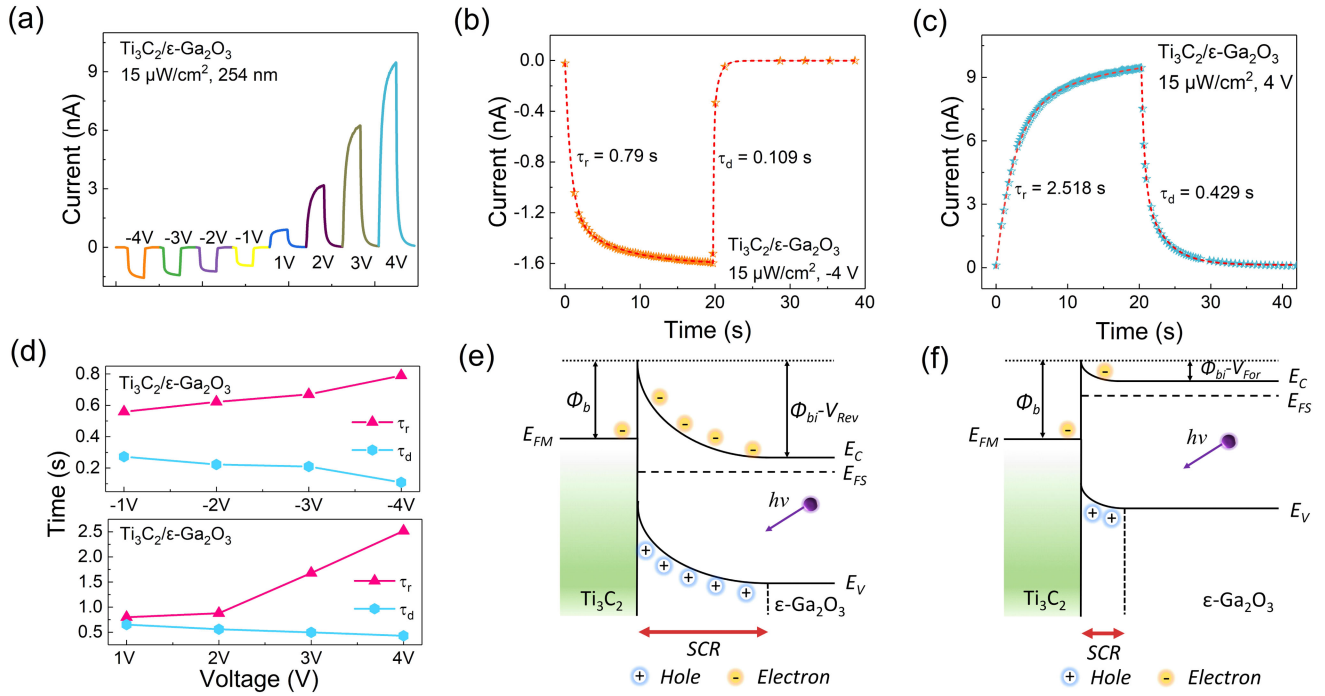 (a)
Ti₃C₂/ε-Ga₂O₃
15 μW/cm², 254 nm
Current (nA)
9
6
3
0
-4V -3V -2V -1V
1V 2V 3V 4V
(b)
Current (nA)
0.0
-0.4
-0.8
-1.2
-1.6
τr = 0.79 s
τd = 0.109 s
Ti₃C₂/ε-Ga₂O₃
15 μW/cm², -4 V
0 10 20 30 40
Time (s)
(c)
Current (nA)
9
6
3
0
Ti₃C₂/ε-Ga₂O₃
15 μW/cm², 4 V
τr = 2.518 s
τd = 0.429 s
0 10 20 30 40
Time (s)
(d)
Time (s)
0.8
0.6
0.4
0.2
Ti₃C₂/ε-Ga₂O₃
τr
τd
-1V -2V -3V -4V
2.5
2.0
1.5
1.0
0.5
Ti₃C₂/ε-Ga₂O₃
τr
τd
1V 2V 3V 4V
Voltage (V)
(e)
Φb
Φbi-VRev
EFM
EC
EFS
hν
EV
Ti₃C₂
ε-Ga₂O₃
SCR
+ Hole - Electron
(f)
Φb
Φbi-VFor
EC
EFS
EFM
hν
EV
Ti₃C₂
ε-Ga₂O₃
SCR
+ Hole - Electron